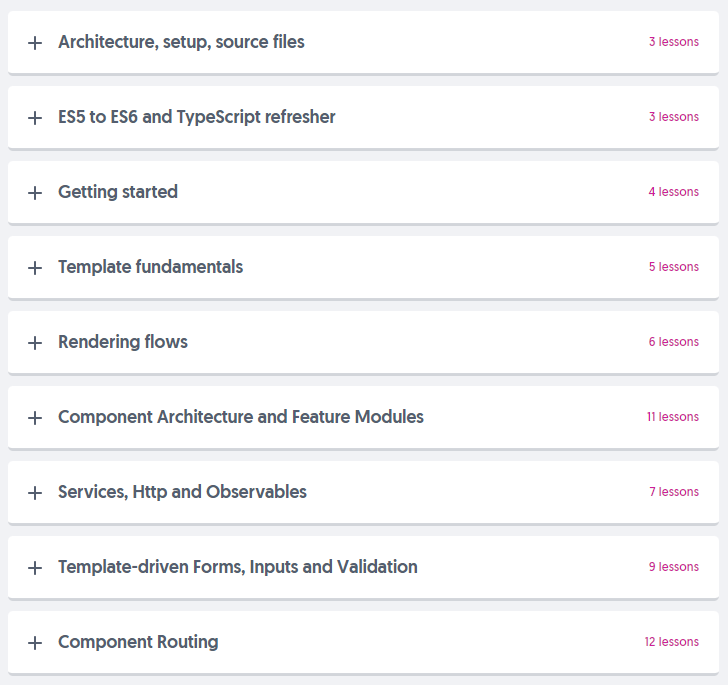 Architecture, setup, source files 3 lessons
ES5 to ES6 and TypeScript refresher 3 lessons
Getting started 4 lessons
Template fundamentals 5 lessons
Rendering flows 6 lessons
Component Architecture and Feature Modules 11 lessons
Services, Http and Observables 7 lessons
Template-driven Forms, Inputs and Validation 9 lessons
Component Routing 12 lessons